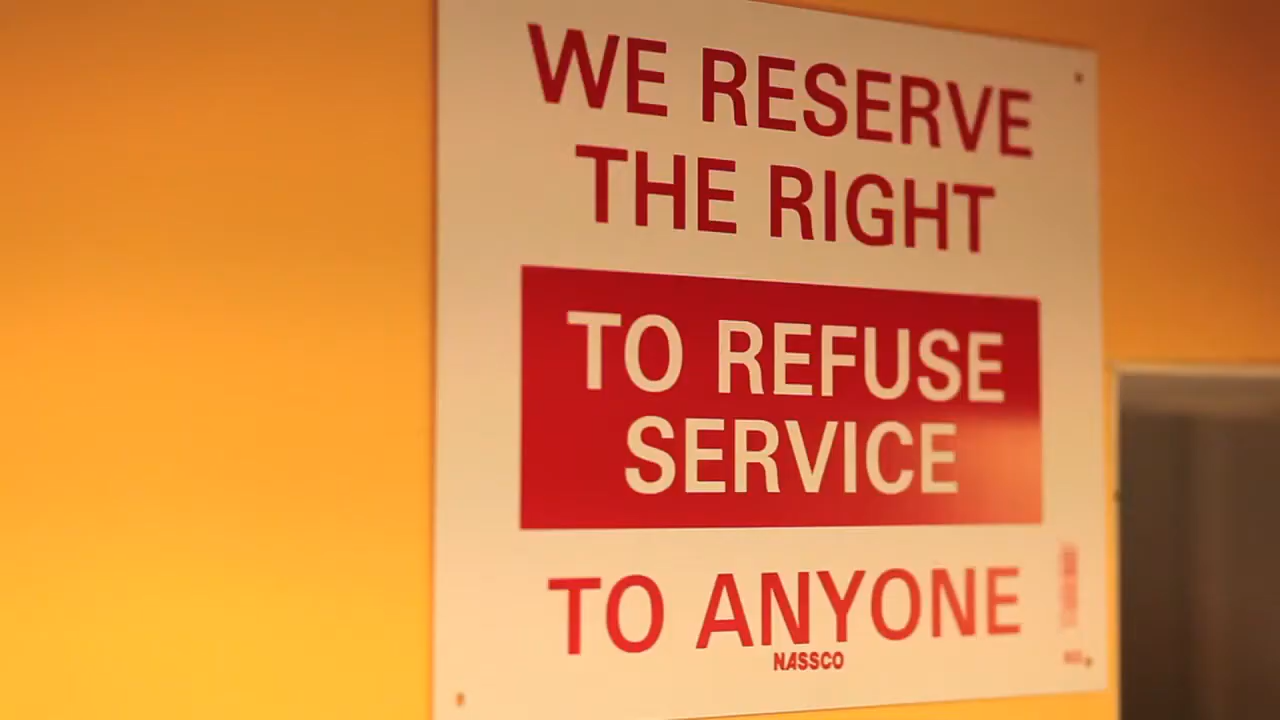 WE RESERVE
THE RIGHT
TO REFUSE
SERVICE
TO ANYONE
NASSCO